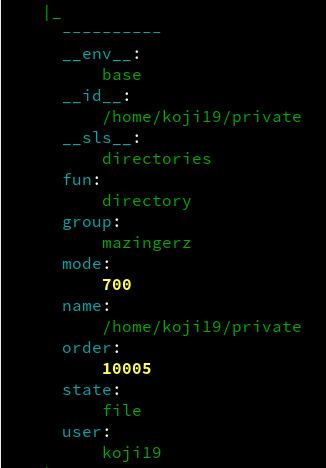 |_
----------
__env__:
base
__id__:
/home/koji19/private
__sls__:
directories
fun:
directory
group:
mazingerz
mode:
700
name:
/home/koji19/private
order:
10005
state:
file
user:
koji19